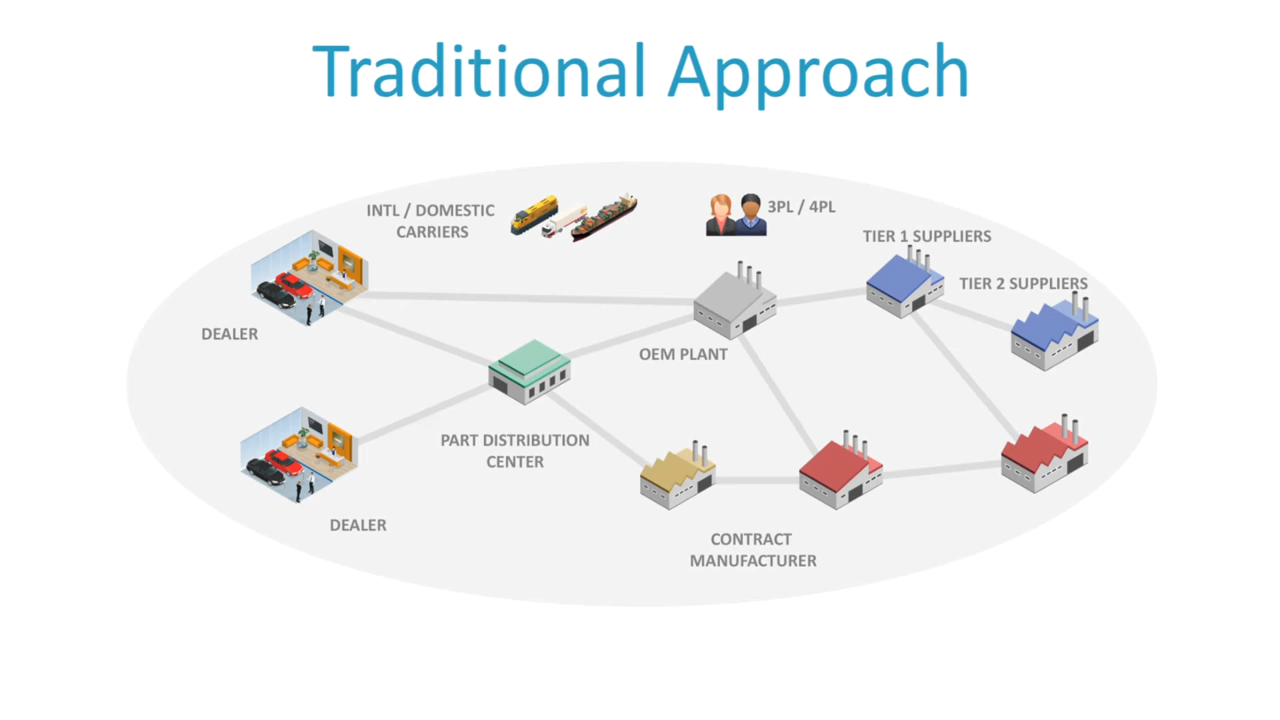 Traditional Approach
INTL / DOMESTIC
CARRIERS
3PL / 4PL
TIER 1 SUPPLIERS
TIER 2 SUPPLIERS
DEALER
OEM PLANT
PART DISTRIBUTION
CENTER
DEALER
CONTRACT
MANUFACTURER